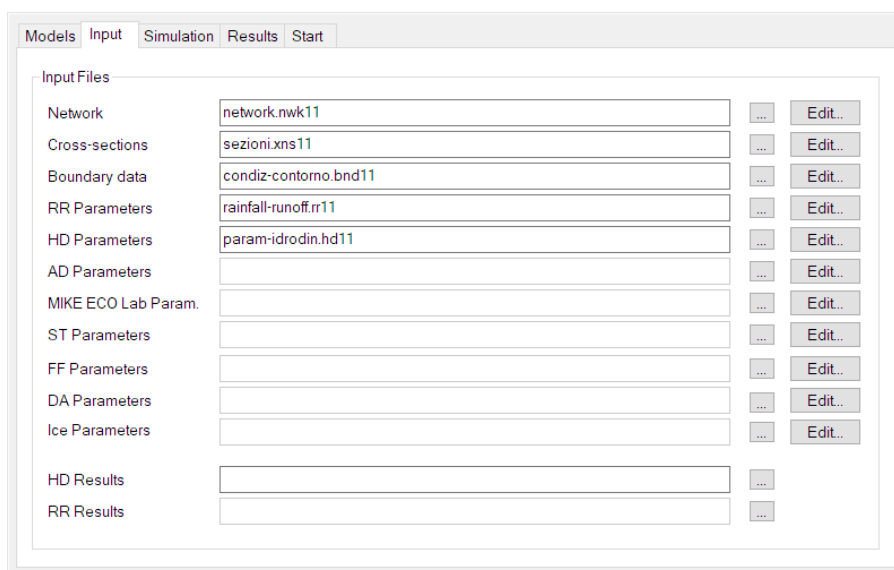 Models Input Simulation Results Start
Input Files
Network network.nwk11 ... Edit...
Cross-sections sezioni.xns11 ... Edit...
Boundary data condiz-contorno.bnd11 ... Edit...
RR Parameters rainfall-runoff.rr11 ... Edit...
HD Parameters param-idrodin.hd11 ... Edit...
AD Parameters ... Edit...
MIKE ECO Lab Param. ... Edit...
ST Parameters ... Edit...
FF Parameters ... Edit...
DA Parameters ... Edit...
Ice Parameters ... Edit...
HD Results ...
RR Results ...